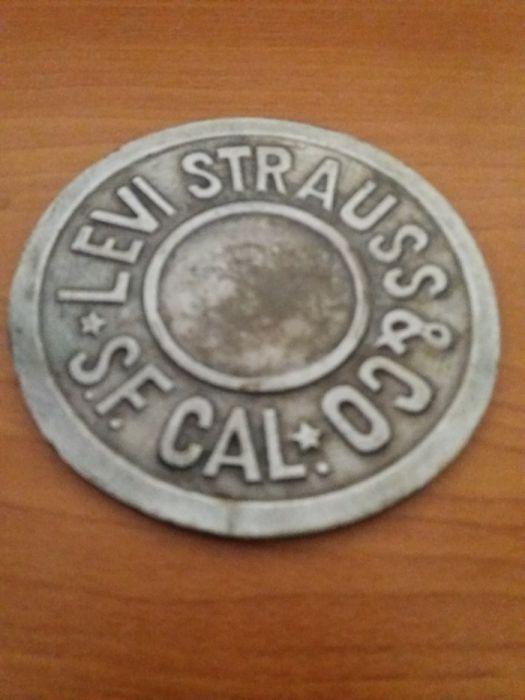 LEVI STRAUSS & CO
S.F. CAL.